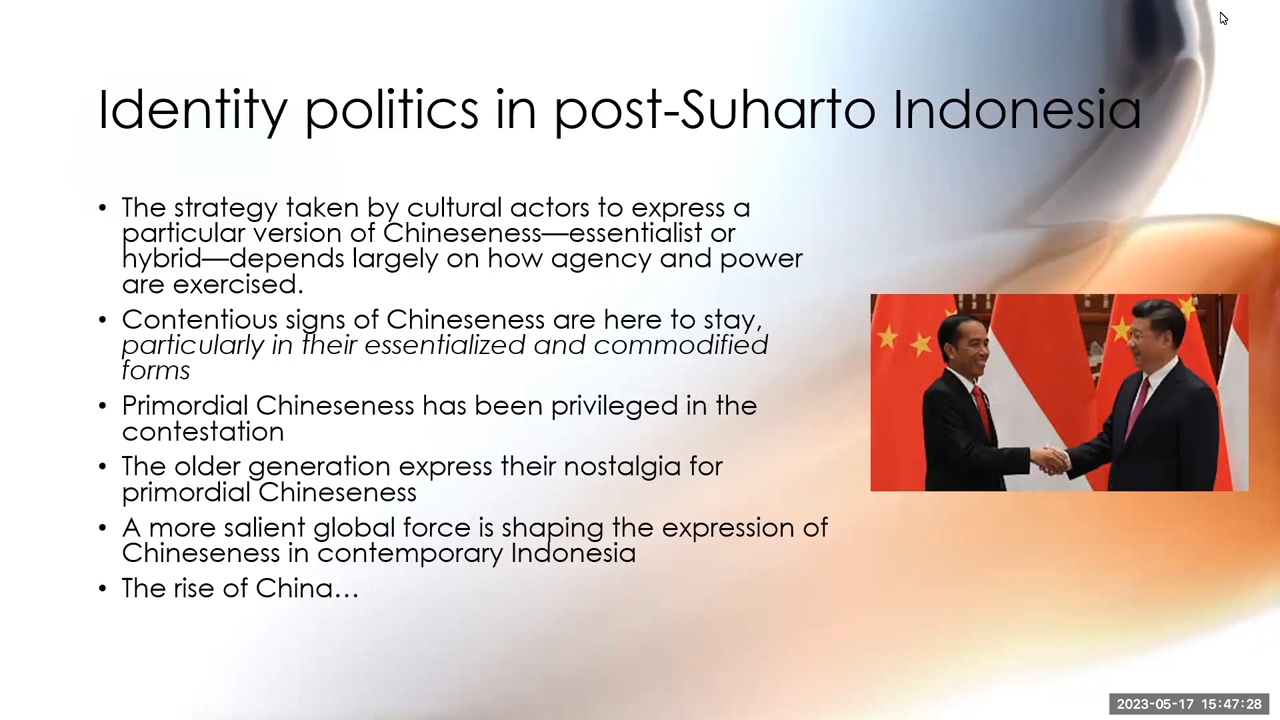 Identity politics in post-Suharto Indonesia
• The strategy taken by cultural actors to express a
particular version of Chineseness—essentialist or
hybrid—depends largely on how agency and power
are exercised.
• Contentious signs of Chineseness are here to stay,
particularly in their essentialized and commodified
forms
• Primordial Chineseness has been privileged in the
contestation
• The older generation express their nostalgia for
primordial Chineseness
• A more salient global force is shaping the expression of
Chineseness in contemporary Indonesia
• The rise of China…
2023-05-17 15:47:28